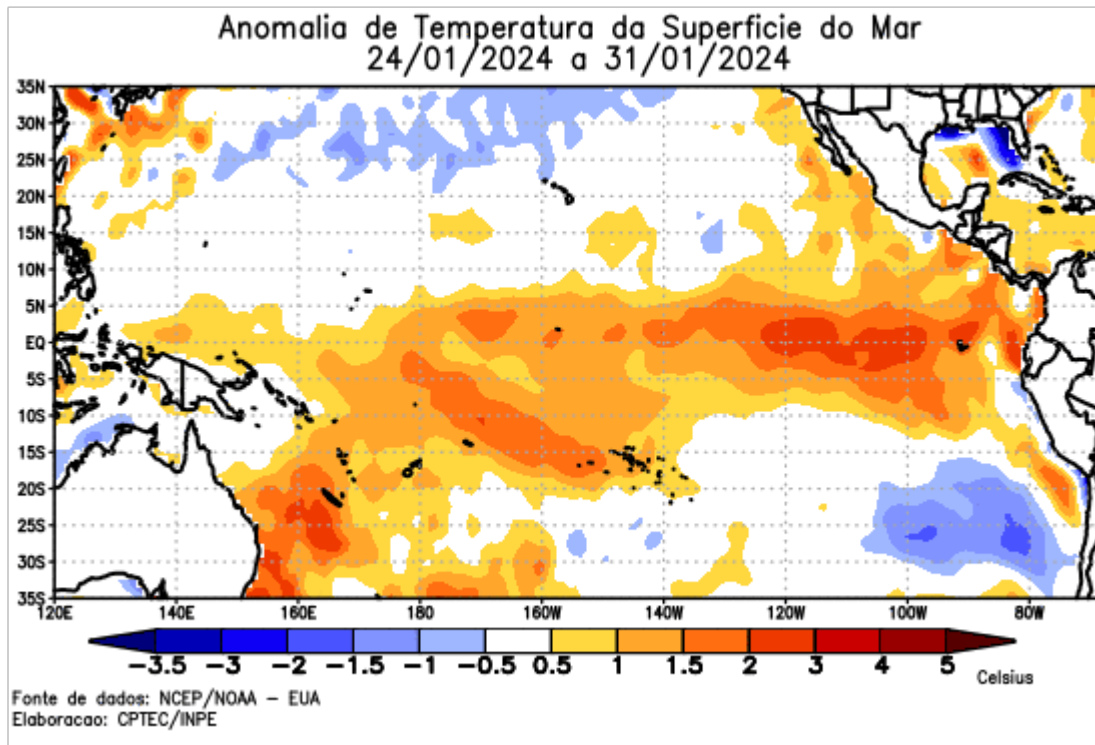 Anomalia de Temperatura da Superficie do Mar
24/01/2024 a 31/01/2024
35N
30N
25N
20N
15N
10N
5N
EQ
5S
10S
15S
20S
25S
30S
35S
120E 140E 160E 180 160W 140W 120W 100W 80W
-3.5 -3 -2 -1.5 -1 -0.5 0.5 1 1.5 2 3 4 5
Celsius
Fonte de dados: NCEP/NOAA - EUA
Elaboracao: CPTEC/INPE